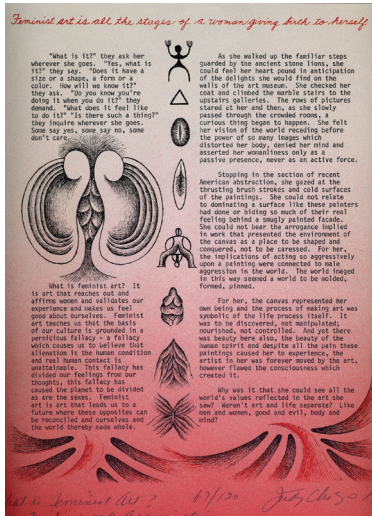 Feminist art is all the stages of a woman giving birth to herself
"What is it?" they ask her
wherever she goes. "Yes, what is
it?" they say. "Does it have a
size or a shape, a form or a
color. How will we know it?"
they ask. "Do you know you're
doing it when you do it?" they
demand. "What does it feel like
to do it?" "Is there such a thing?"
they inquire wherever she goes.
Some say yes, some say no, some
don't care.
What is feminist art? It
is art that reaches out and
affirms women and validates our
experience and makes us feel
good about ourselves. Feminist
art teaches us that the basis
of our culture is grounded in a
pernicious fallacy - a fallacy
which causes us to believe that
alienation is the human condition
and real human contact is
unattainable. This fallacy has
divided our feelings from our
thoughts, this fallacy has
caused the planet to be divided
as are the sexes. Feminist
art is art that leads us to a
future where these opposites can
be reconciled and ourselves and
the world thereby made whole.
As she walked up the familiar steps
guarded by the ancient stone lions, she
could feel her heart pound in anticipation
of the delights she would find on the
walls of the art museum. She checked her
coat and climbed the marble stairs to the
upstairs galleries. The rows of pictures
stared at her and then, as she slowly
passed through the crowded rooms, a
curious thing began to happen. She felt
her vision of the world receding before
the power of so many images which
distorted her body, denied her mind and
asserted her womanliness only as a
passive presence, never as an active force.
Stopping in the section of recent
American abstraction, she gazed at the
thrusting brush strokes and cold surfaces
of the paintings. She could not relate
to dominating a surface like these painters
had done or hiding so much of their real
feeling behind a smugly painted facade.
She could not bear the arrogance implied
in work that presented the environment of
the canvas as a place to be shaped and
conquered, not to be caressed. For her,
the implications of acting so aggressively
upon a painting were connected to male
aggression in the world. The world imaged
in this way seemed a world to be molded,
formed, pinned.
For her, the canvas represented her
own being and the process of making art was
symbolic of the life process itself. It
was to be discovered, not manipulated;
nourished, not controlled. And yet there
was beauty here also, the beauty of the
human spirit and despite all the pain these
paintings caused her to experience, the
artist in her was forever moved by the art,
however flawed the consciousness which
created it.
Why was it that she could see all the
world's values reflected in the art she
saw? Weren't art and life separate? Like
men and women, good and evil, body and
mind?
What is Feminist Art? 67/120 Judy Chicago